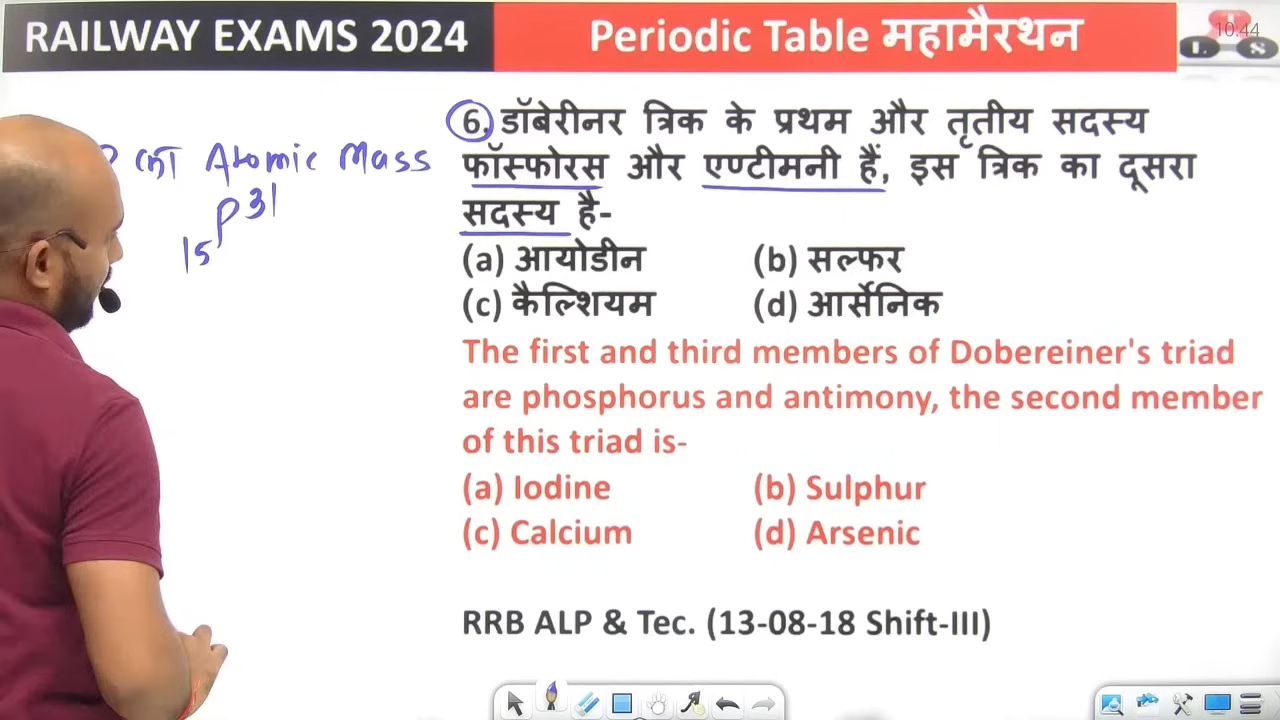 RAILWAY EXAMS 2024
Periodic Table महामैरथन
10:44
L S
6. डॉबेरीनर त्रिक के प्रथम और तृतीय सदस्य
फॉस्फोरस और एण्टीमनी हैं, इस त्रिक का दूसरा
सदस्य है-
(a) आयोडीन (b) सल्फर
(c) कैल्शियम (d) आर्सेनिक
The first and third members of Dobereiner's triad
are phosphorus and antimony, the second member
of this triad is-
(a) Iodine (b) Sulphur
(c) Calcium (d) Arsenic
RRB ALP & Tec. (13-08-18 Shift-III)
का Atomic Mass
P 31
15